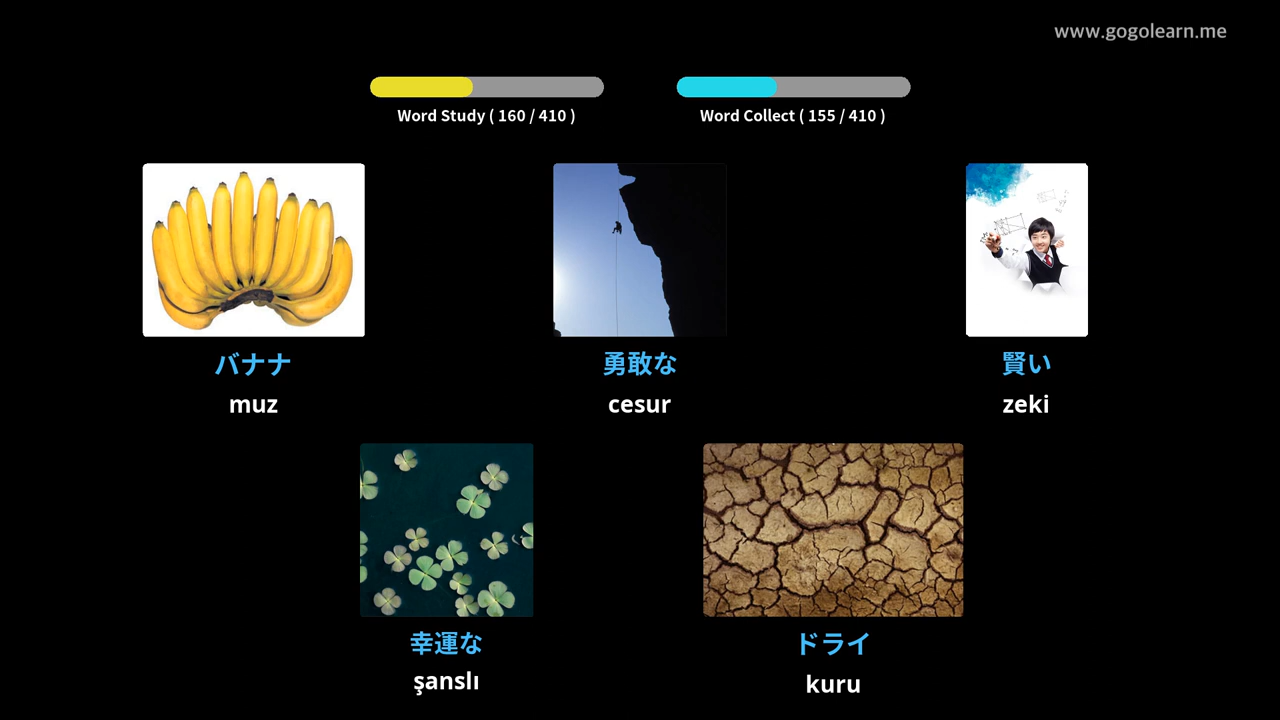 www.gogolearn.me
Word Study ( 160 / 410 )
Word Collect ( 155 / 410 )
バナナ
muz
勇敢な
cesur
賢い
zeki
幸運な
şanslı
ドライ
kuru